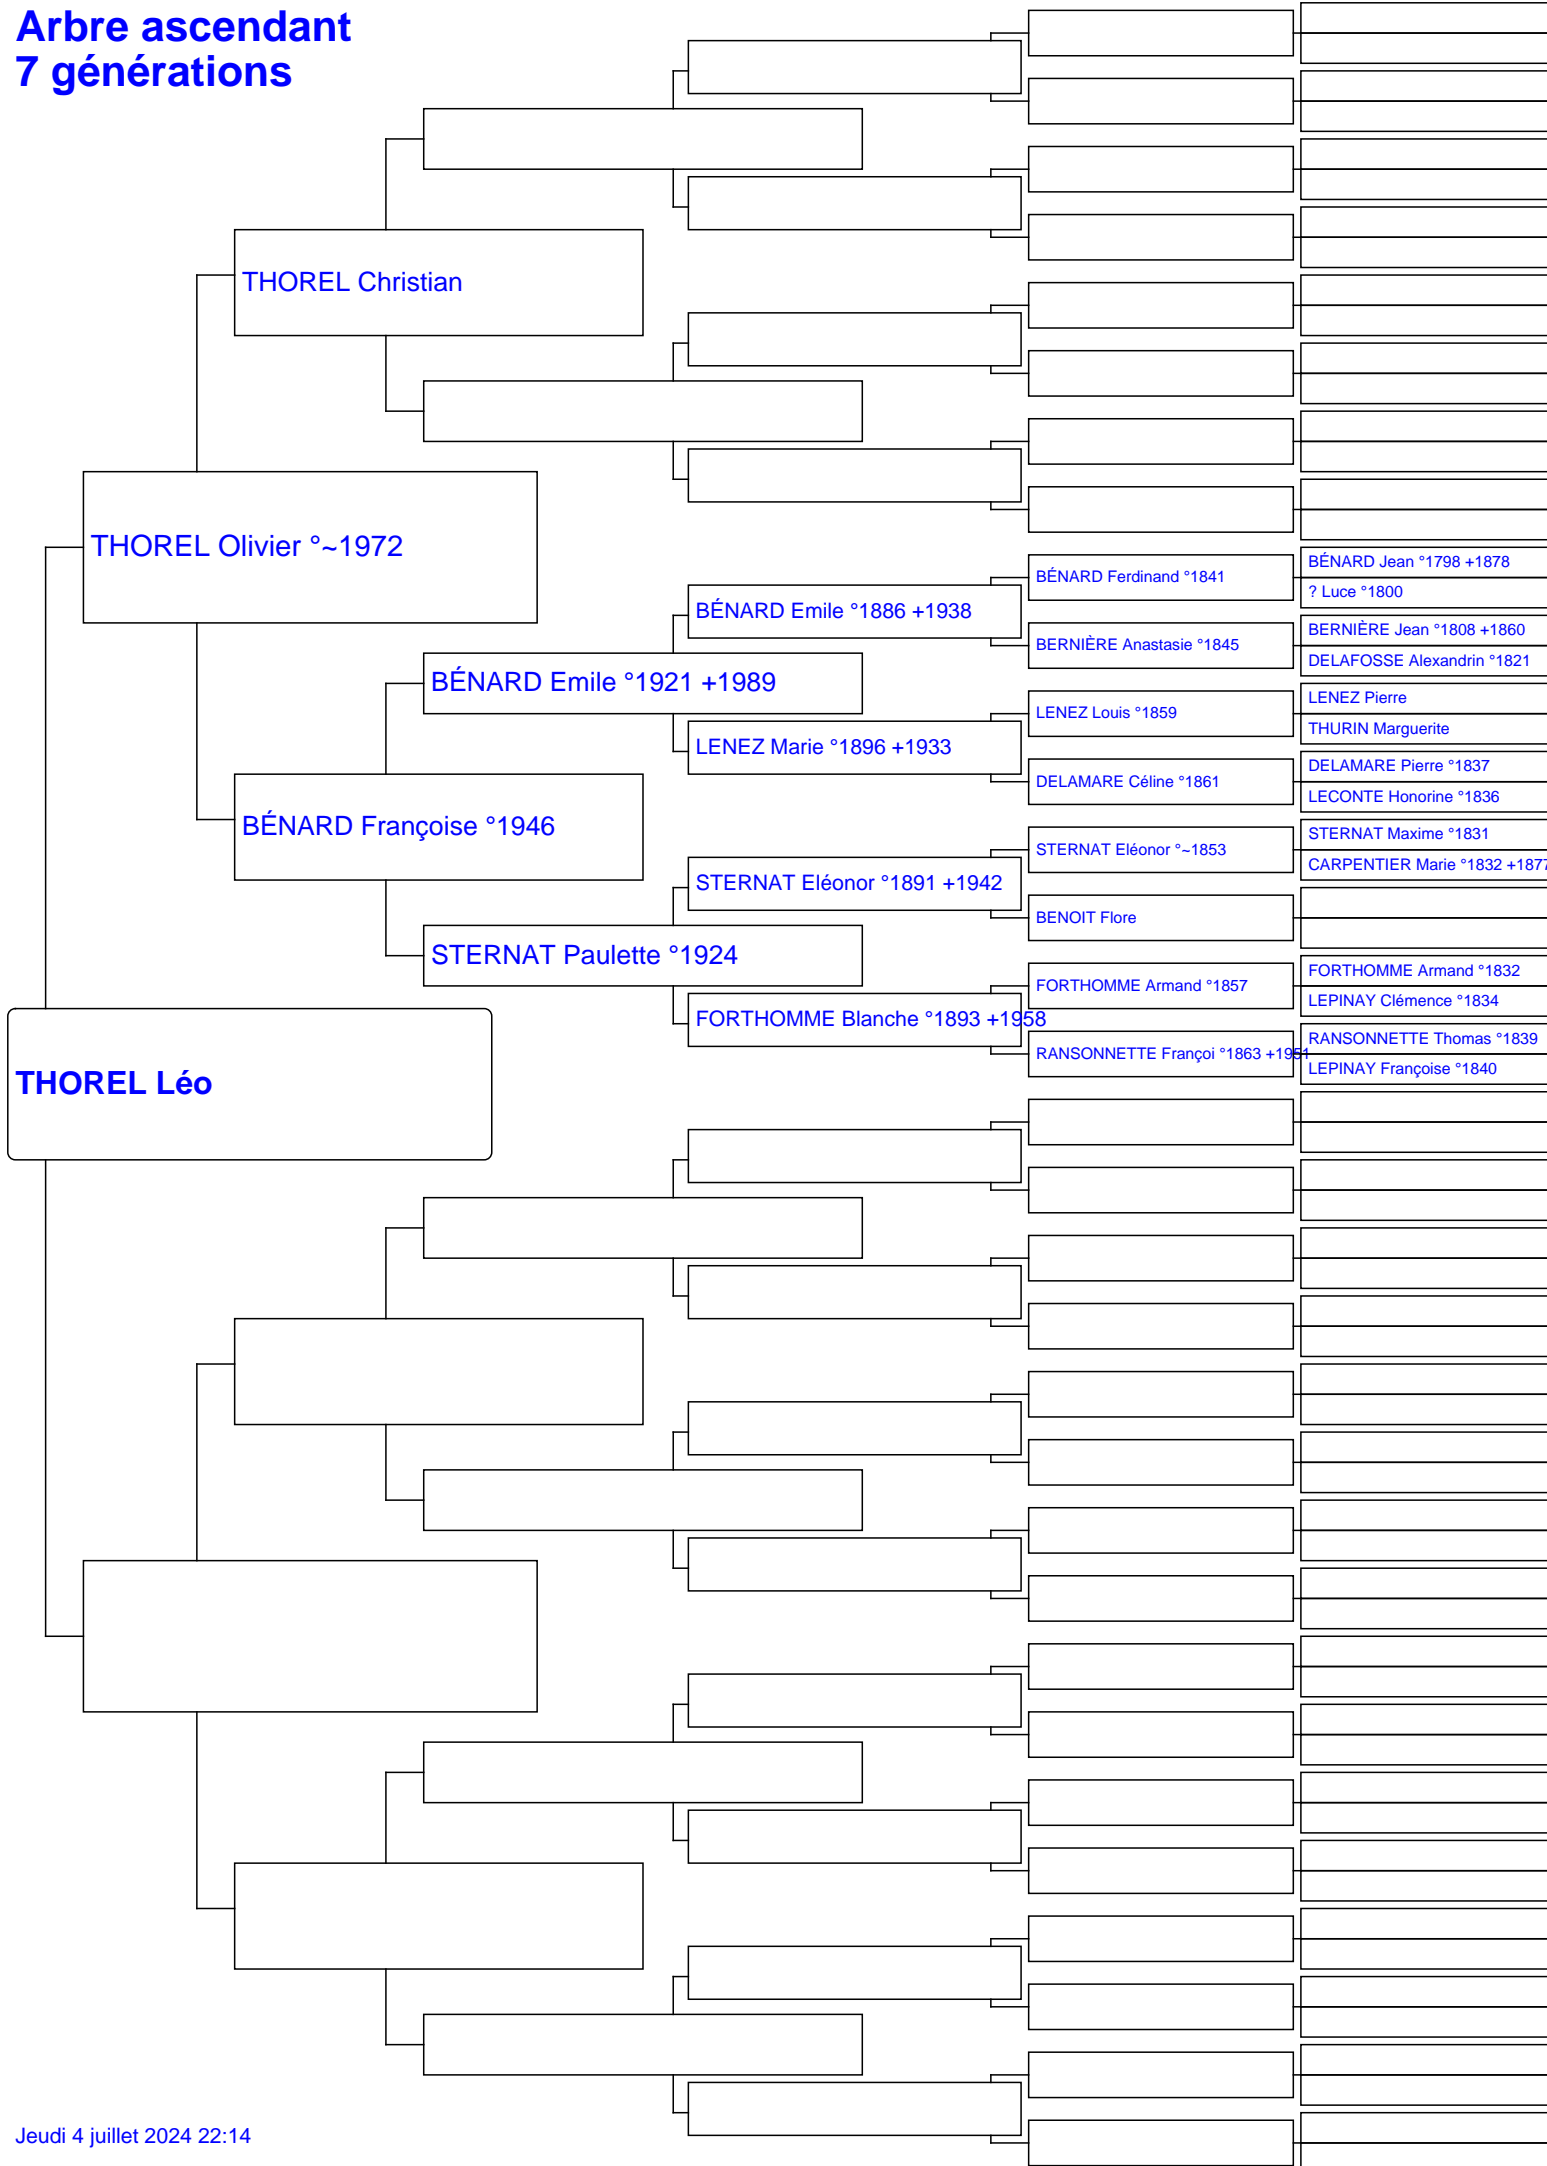 Arbre ascendant
7 générations
THOREL Christian
THOREL Olivier °~1972
BÉNARD Jean °1798 +1878
BÉNARD Ferdinand °1841
? Luce °1800
BÉNARD Emile °1886 +1938
BERNIÈRE Jean °1808 +1860
BERNIÈRE Anastasie °1845
DELAFOSSE Alexandrin °1821
BÉNARD Emile °1921 +1989
LENEZ Pierre
LENEZ Louis °1859
THURIN Marguerite
LENEZ Marie °1896 +1933
DELAMARE Pierre °1837
DELAMARE Céline °1861
LECONTE Honorine °1836
BÉNARD Françoise °1946
STERNAT Maxime °1831
STERNAT Eléonor °~1853
CARPENTIER Marie °1832 +1877
STERNAT Eléonor °1891 +1942
BENOIT Flore
STERNAT Paulette °1924
FORTHOMME Armand °1832
FORTHOMME Armand °1857
LEPINAY Clémence °1834
FORTHOMME Blanche °1893 +1958
RANSONNETTE Thomas °1839
RANSONNETTE Françoi °1863 +1951
LEPINAY Françoise °1840
THOREL Léo
Jeudi 4 juillet 2024 22:14